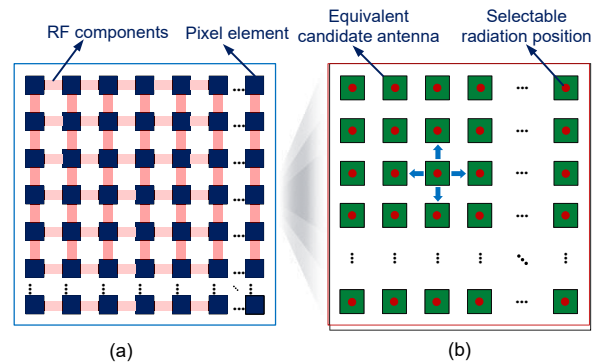 RF components
Pixel element
Equivalent
candidate antenna
Selectable
radiation position
(a)
(b)